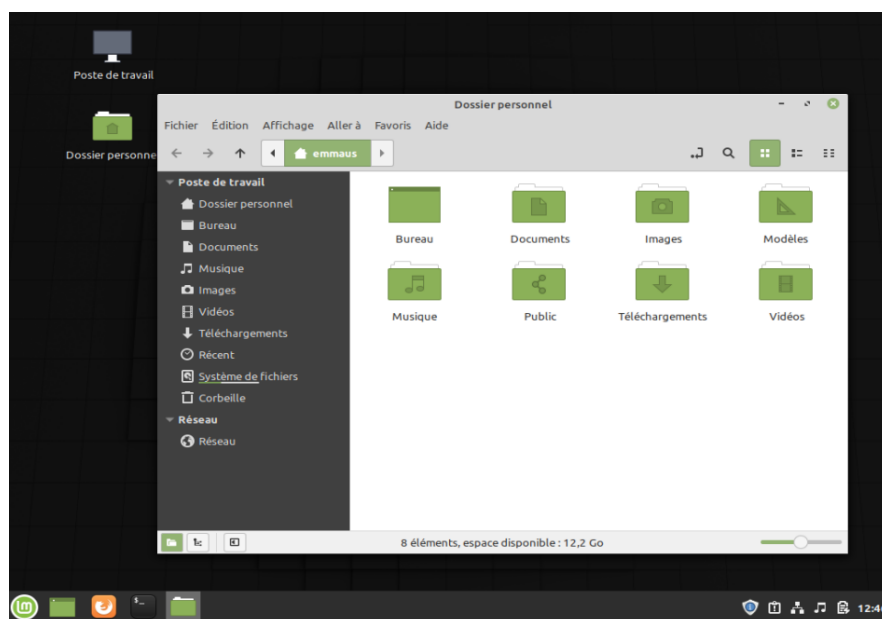 Poste de travail
Dossier personne
Dossier personnel
Fichier Édition Affichage Aller à Favoris Aide
emmaus
Poste de travail
Dossier personnel
Bureau
Documents
Musique
Images
Vidéos
Téléchargements
Récent
Système de fichiers
Corbeille
Réseau
Réseau
Bureau Documents Images Modèles
Musique Public Téléchargements Vidéos
8 éléments, espace disponible : 12,2 Go
$_